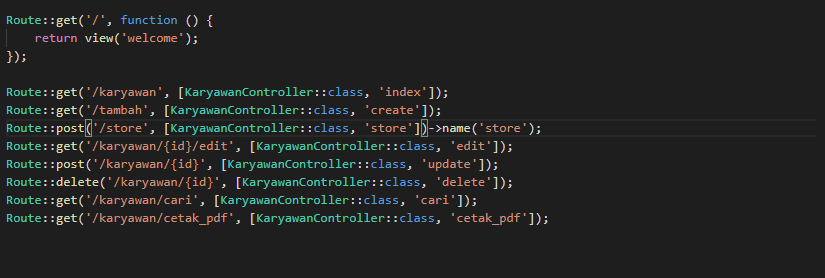 Route::get('/', function () {
    return view('welcome');
});
Route::get('/karyawan', [KaryawanController::class, 'index']);
Route::get('/tambah', [KaryawanController::class, 'create']);
Route::post('/store', [KaryawanController::class, 'store'])->name('store');
Route::get('/karyawan/{id}/edit', [KaryawanController::class, 'edit']);
Route::post('/karyawan/{id}', [KaryawanController::class, 'update']);
Route::delete('/karyawan/{id}', [KaryawanController::class, 'delete']);
Route::get('/karyawan/cari', [KaryawanController::class, 'cari']);
Route::get('/karyawan/cetak_pdf', [KaryawanController::class, 'cetak_pdf']);